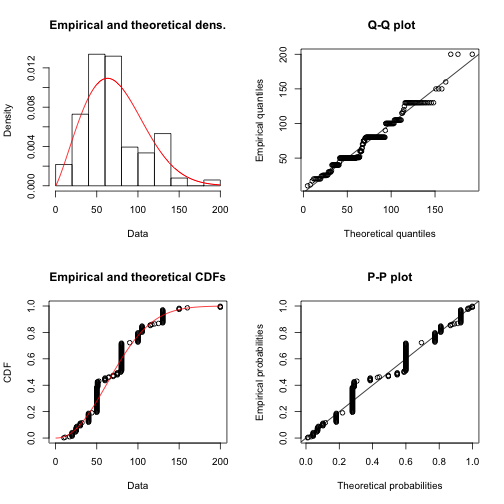 Empirical and theoretical dens.
Density
0.000
0.004
0.008
0.012
0 50 100 150 200
Data
Q-Q plot
Empirical quantiles
50
100
150
200
0 50 100 150
Theoretical quantiles
Empirical and theoretical CDFs
CDF
0.0
0.2
0.4
0.6
0.8
1.0
0 50 100 150 200
Data
P-P plot
Empirical probabilities
0.0
0.2
0.4
0.6
0.8
1.0
0.0 0.2 0.4 0.6 0.8 1.0
Theoretical probabilities